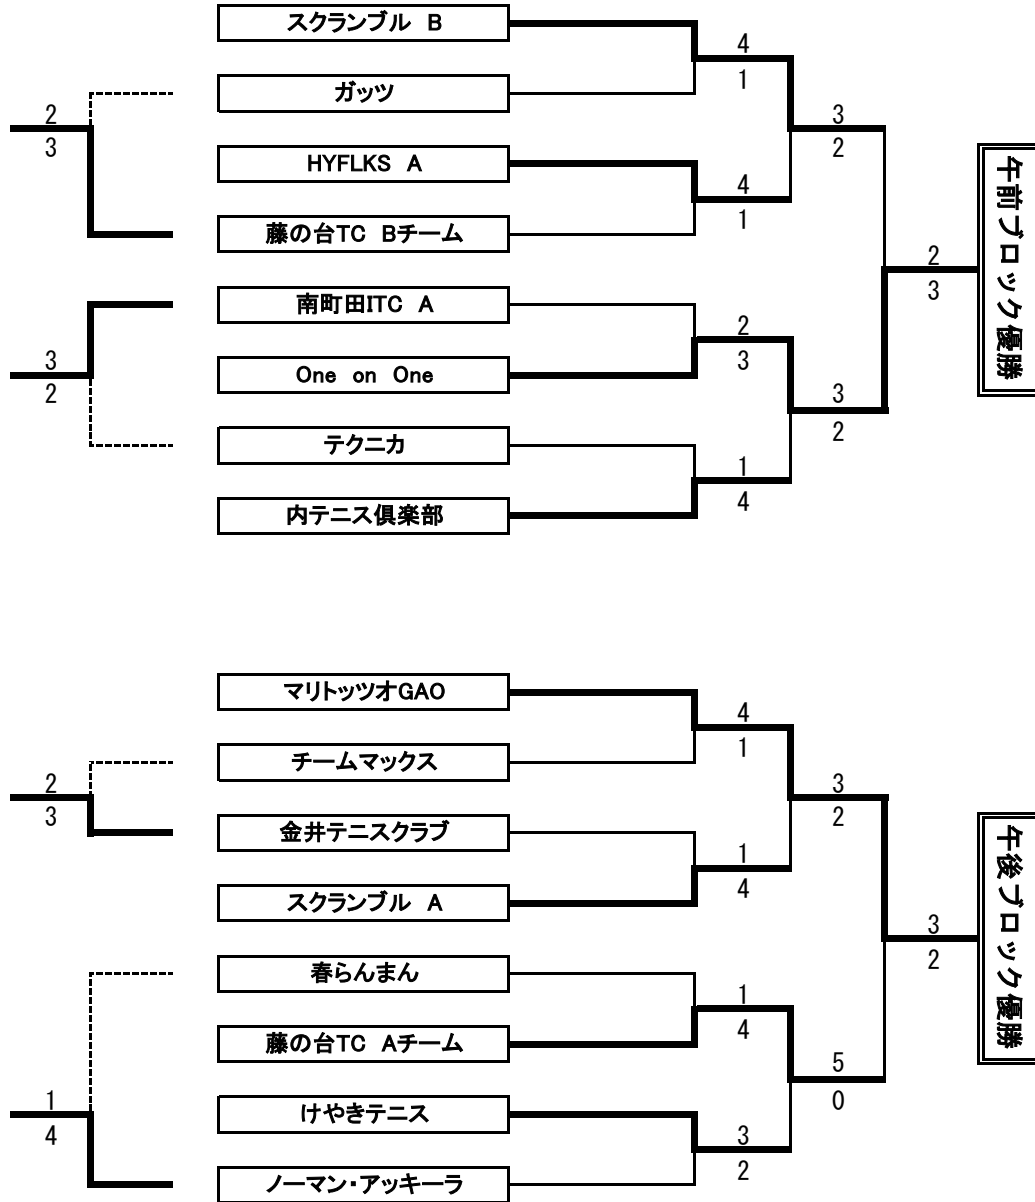 スクランブル B
4
1
ガッツ
2
3
3
2
HYFLKS A
4
1
藤の台TC Bチーム
午前ブロック優勝
2
3
南町田ITC A
2
3
3
2
One on One
3
2
テクニカ
1
4
内テニス倶楽部
マリトッツオGAO
4
1
チームマックス
2
3
3
2
金井テニスクラブ
1
4
スクランブル A
午後ブロック優勝
3
2
春らんまん
1
4
藤の台TC Aチーム
5
0
けやきテニス
1
4
3
2
ノーマン・アッキーラ